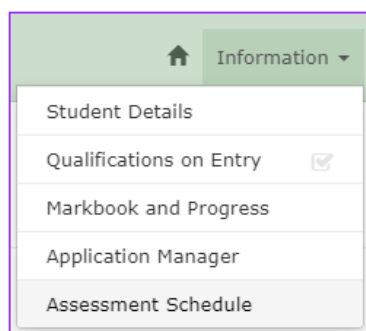 Information
Student Details
Qualifications on Entry
Markbook and Progress
Application Manager
Assessment Schedule